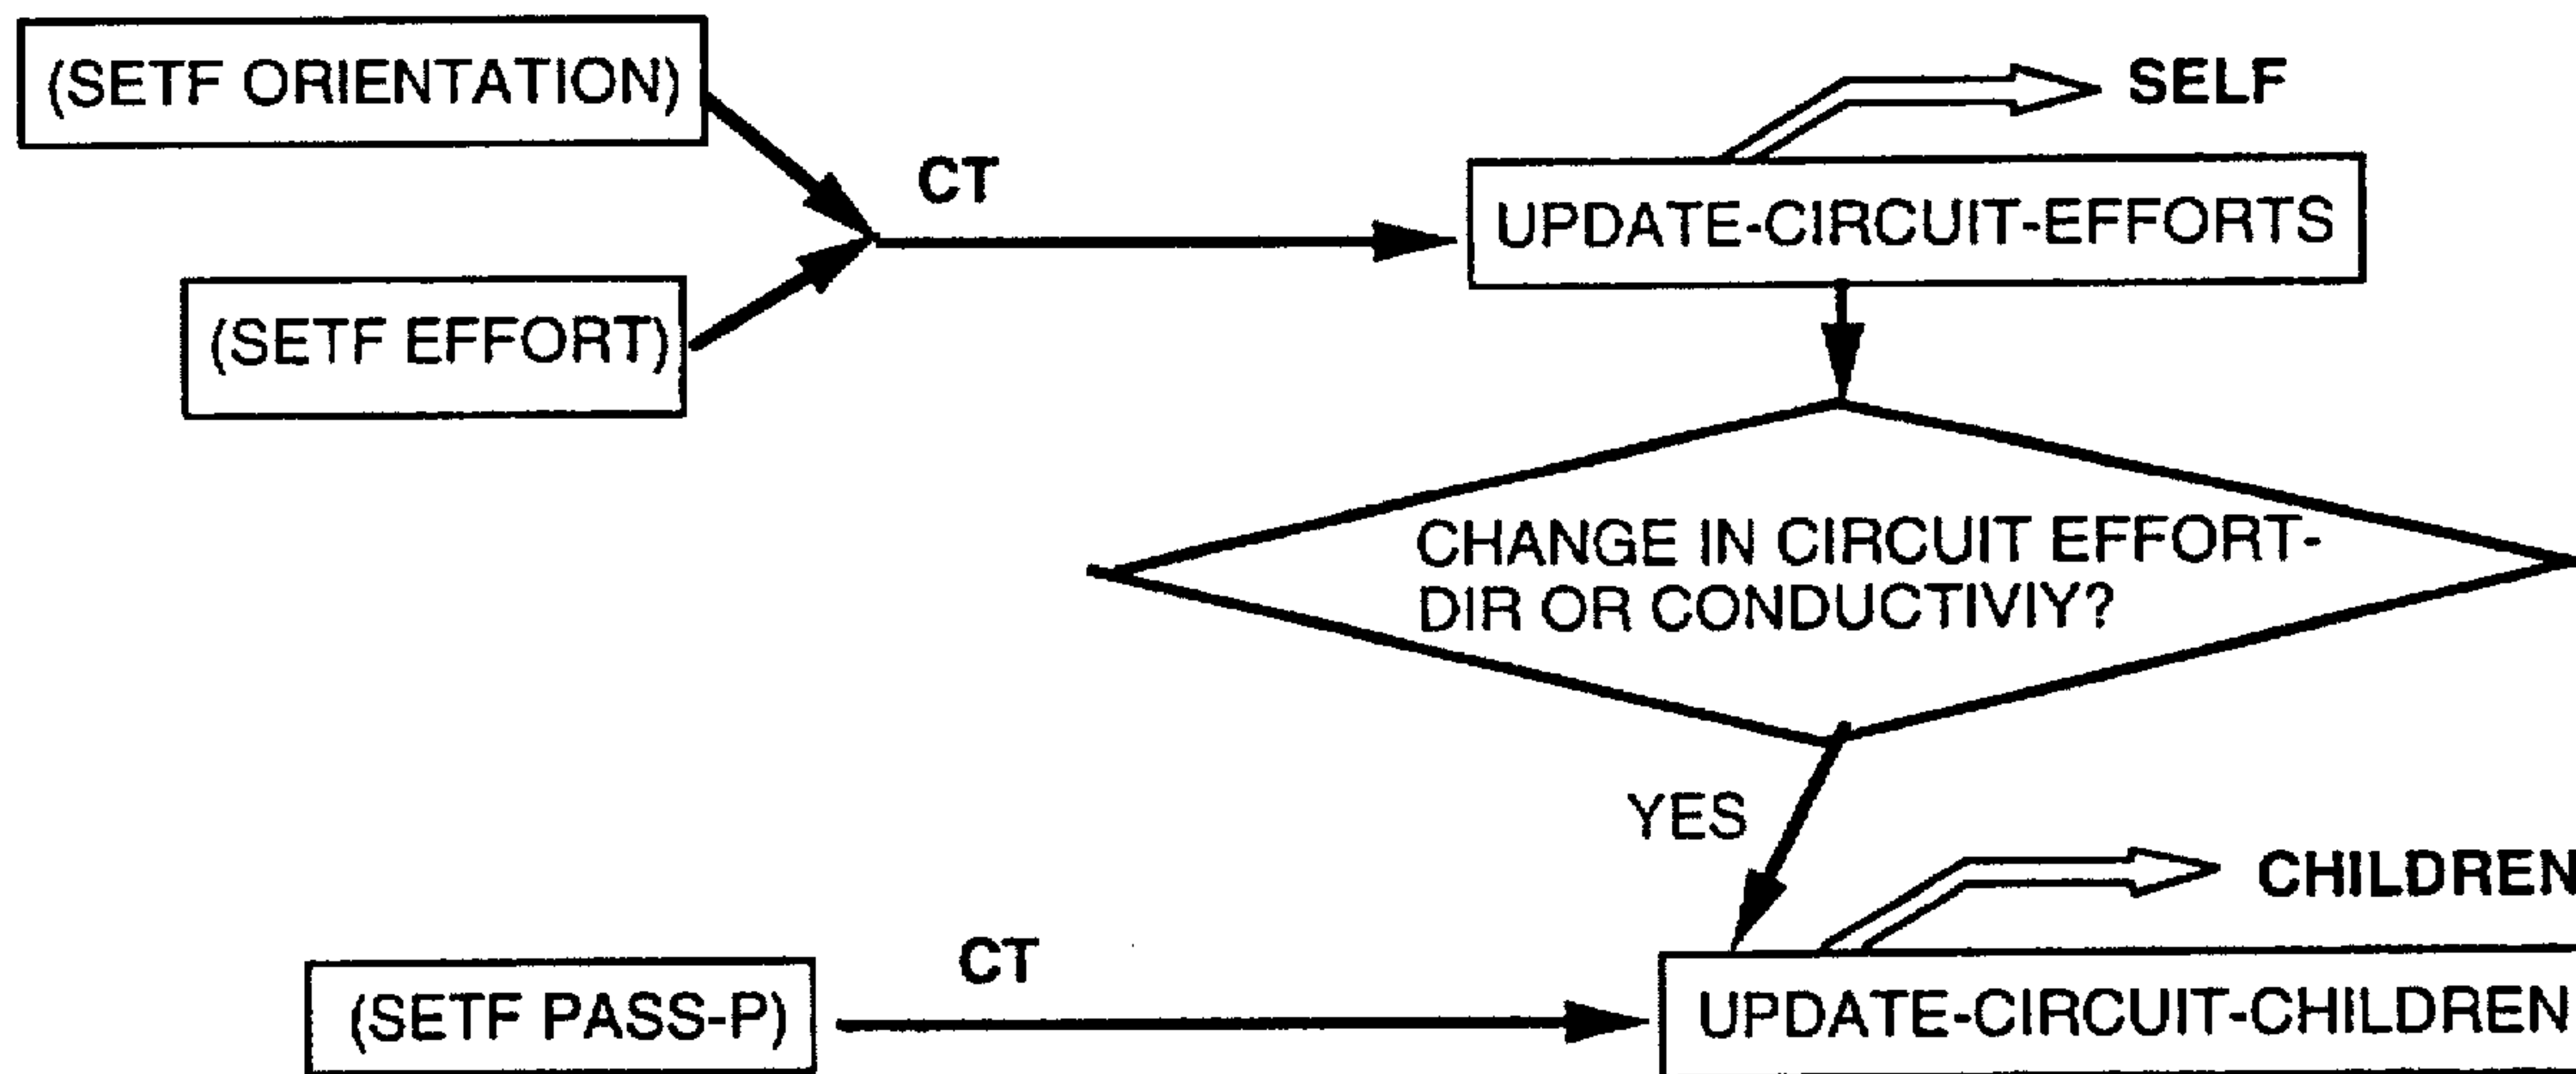 (SETF ORIENTATION)
SELF
CT
UPDATE-CIRCUIT-EFFORTS
(SETF EFFORT)
CHANGE IN CIRCUIT EFFORT-
DIR OR CONDUCTIVIY?
YES
CHILDREN
CT
(SETF PASS-P)
UPDATE-CIRCUIT-CHILDREN